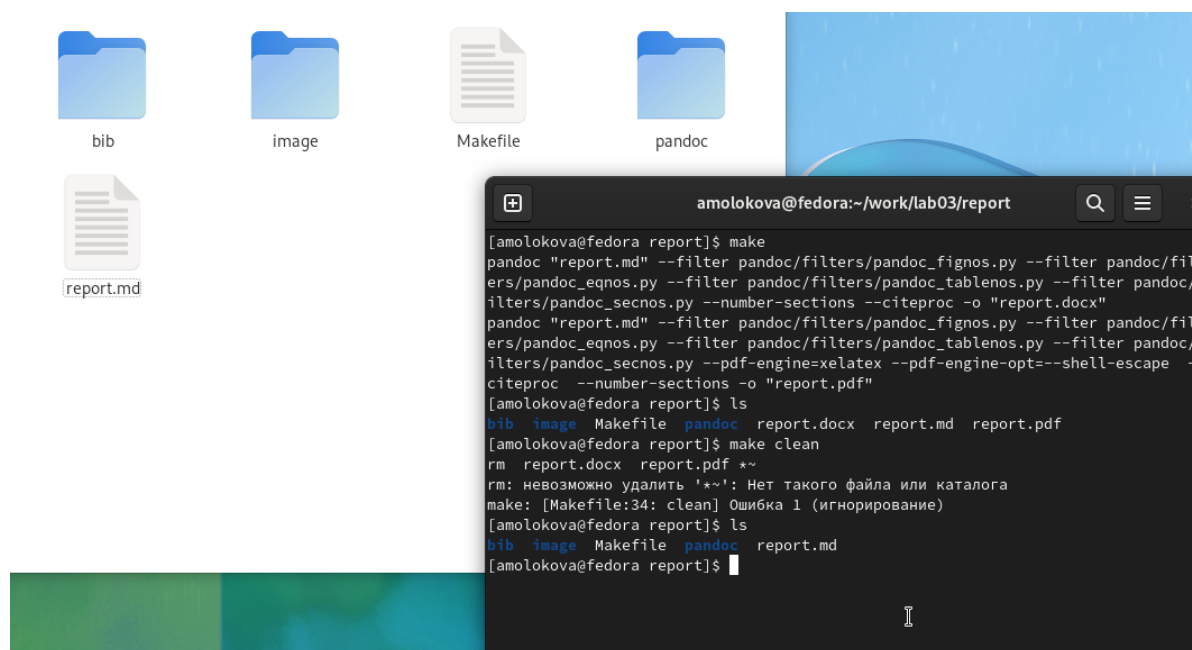 bib
image
Makefile
pandoc
report.md
amolokova@fedora:~/work/lab03/report
[amolokova@fedora report]$ make
pandoc "report.md" --filter pandoc/filters/pandoc_fignos.py --filter pandoc/fil
ers/pandoc_eqnos.py --filter pandoc/filters/pandoc_tablenos.py --filter pandoc/
ilters/pandoc_secnos.py --number-sections --citeproc -o "report.docx"
pandoc "report.md" --filter pandoc/filters/pandoc_fignos.py --filter pandoc/fil
ers/pandoc_eqnos.py --filter pandoc/filters/pandoc_tablenos.py --filter pandoc/
ilters/pandoc_secnos.py --pdf-engine=xelatex --pdf-engine-opt=--shell-escape -
citeproc --number-sections -o "report.pdf"
[amolokova@fedora report]$ ls
bib image Makefile pandoc report.docx report.md report.pdf
[amolokova@fedora report]$ make clean
rm report.docx report.pdf *~
rm: невозможно удалить '*~': Нет такого файла или каталога
make: [Makefile:34: clean] Ошибка 1 (игнорирование)
[amolokova@fedora report]$ ls
bib image Makefile pandoc report.md
[amolokova@fedora report]$